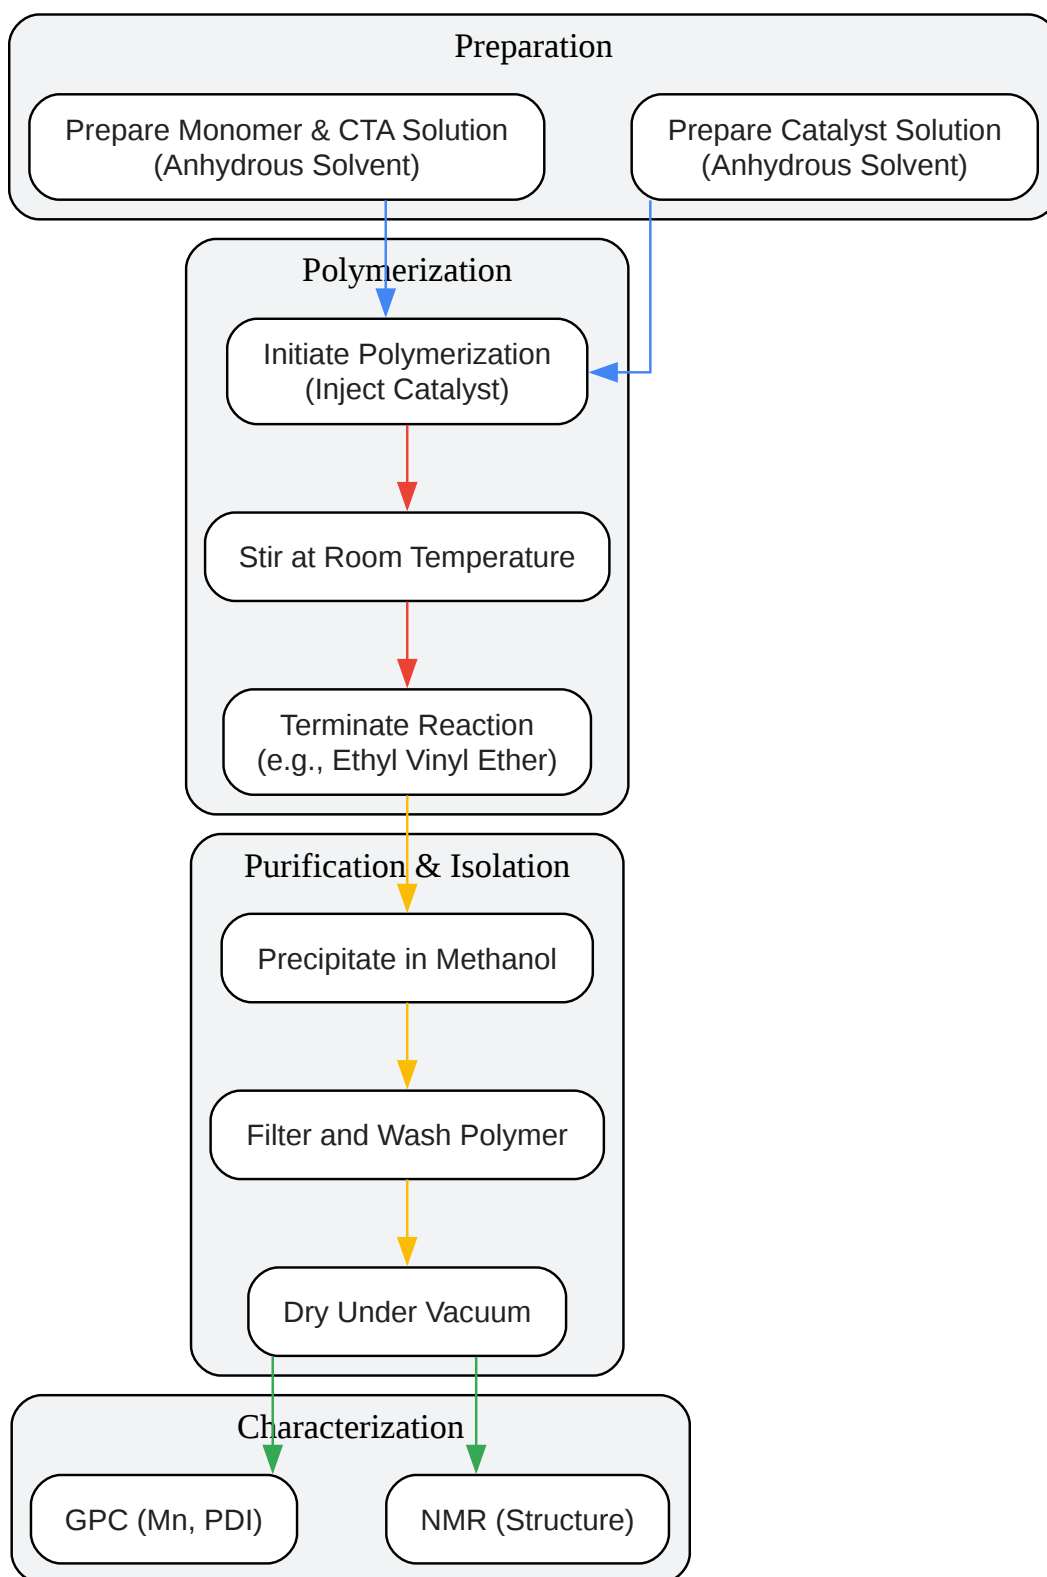 Preparation
Prepare Monomer & CTA Solution
(Anhydrous Solvent)
Prepare Catalyst Solution
(Anhydrous Solvent)
Polymerization
Initiate Polymerization
(Inject Catalyst)
Stir at Room Temperature
Terminate Reaction
(e.g., Ethyl Vinyl Ether)
Purification & Isolation
Precipitate in Methanol
Filter and Wash Polymer
Dry Under Vacuum
Characterization
GPC (Mn, PDI)
NMR (Structure)